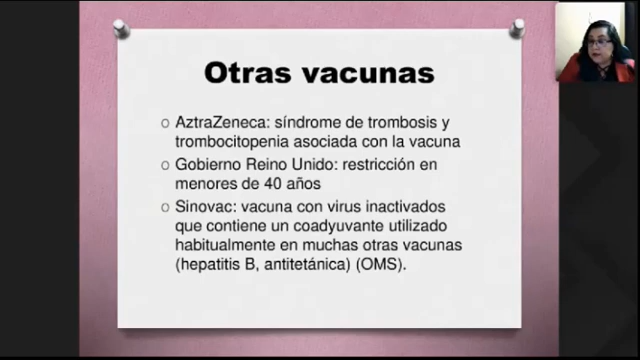 Otras vacunas
o AztraZeneca: síndrome de trombosis y
trombocitopenia asociada con la vacuna
o Gobierno Reino Unido: restricción en
menores de 40 años
o Sinovac: vacuna con virus inactivados
que contiene un coadyuvante utilizado
habitualmente en muchas otras vacunas
(hepatitis B, antitetánica) (OMS).